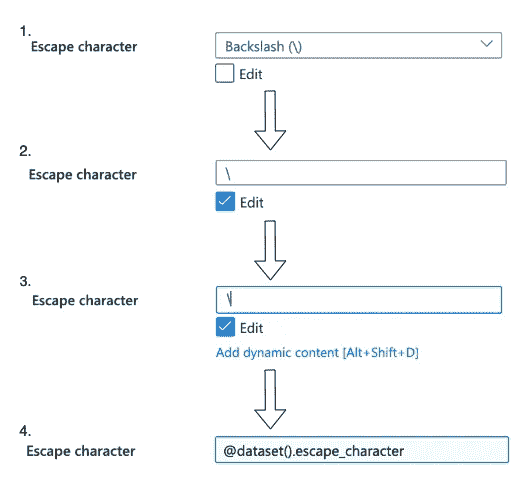 1.
Escape character
Backslash (\)
Edit
2.
Escape character
\
Edit
3.
Escape character
\
Edit
Add dynamic content [Alt+Shift+D]
4.
Escape character
@dataset().escape_character